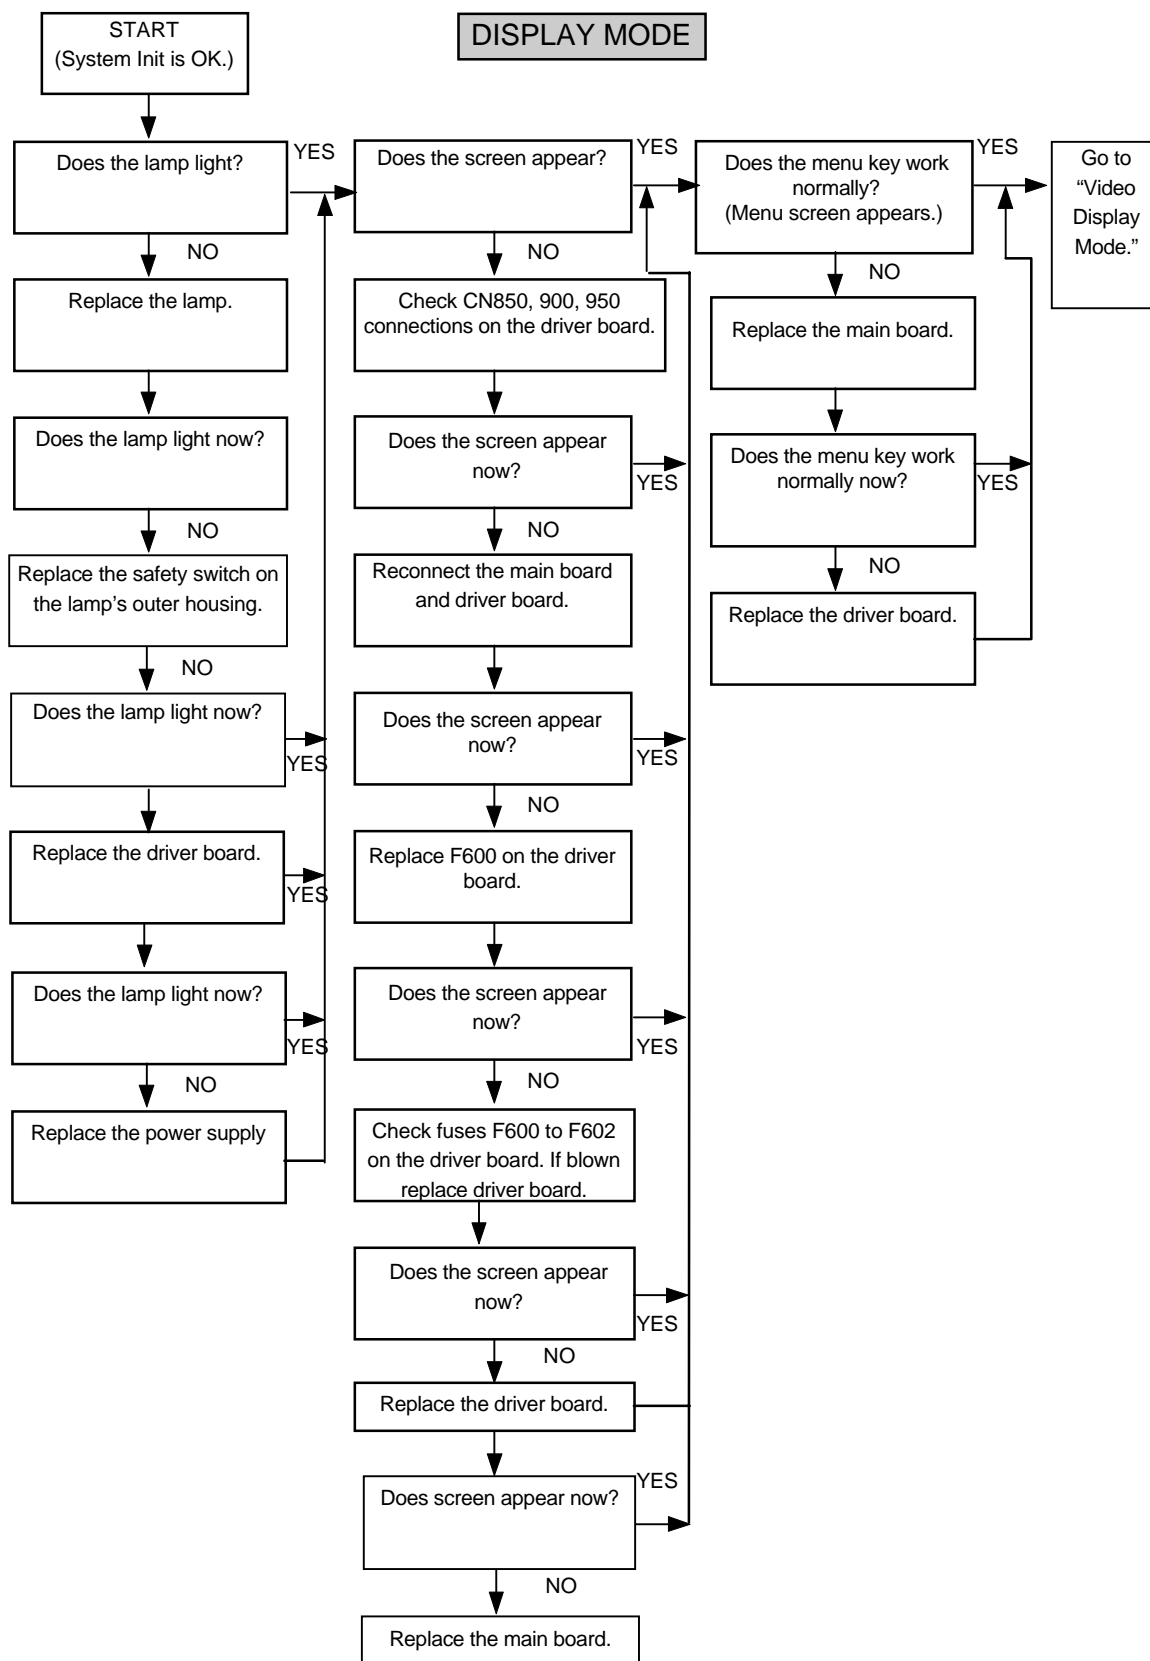 START
(System Init is OK.)
DISPLAY MODE
Does the lamp light?
YES
NO
Replace the lamp.
Does the lamp light now?
NO
Replace the safety switch on
the lamp's outer housing.
NO
Does the lamp light now?
YES
Replace the driver board.
YES
Does the lamp light now?
YES
NO
Replace the power supply
Does the screen appear?
YES
NO
Check CN850, 900, 950
connections on the driver board.
Does the screen appear
now?
YES
NO
Reconnect the main board
and driver board.
Does the screen appear
now?
YES
NO
Replace F600 on the driver
board.
Does the screen appear
now?
YES
NO
Check fuses F600 to F602
on the driver board. If blown
replace driver board.
Does the screen appear
now?
YES
NO
Replace the driver board.
Does screen appear now?
YES
NO
Replace the main board.
Does the menu key work
normally?
(Menu screen appears.)
YES
NO
Replace the main board.
Does the menu key work
normally now?
YES
NO
Replace the driver board.
Go to
“Video
Display
Mode.”